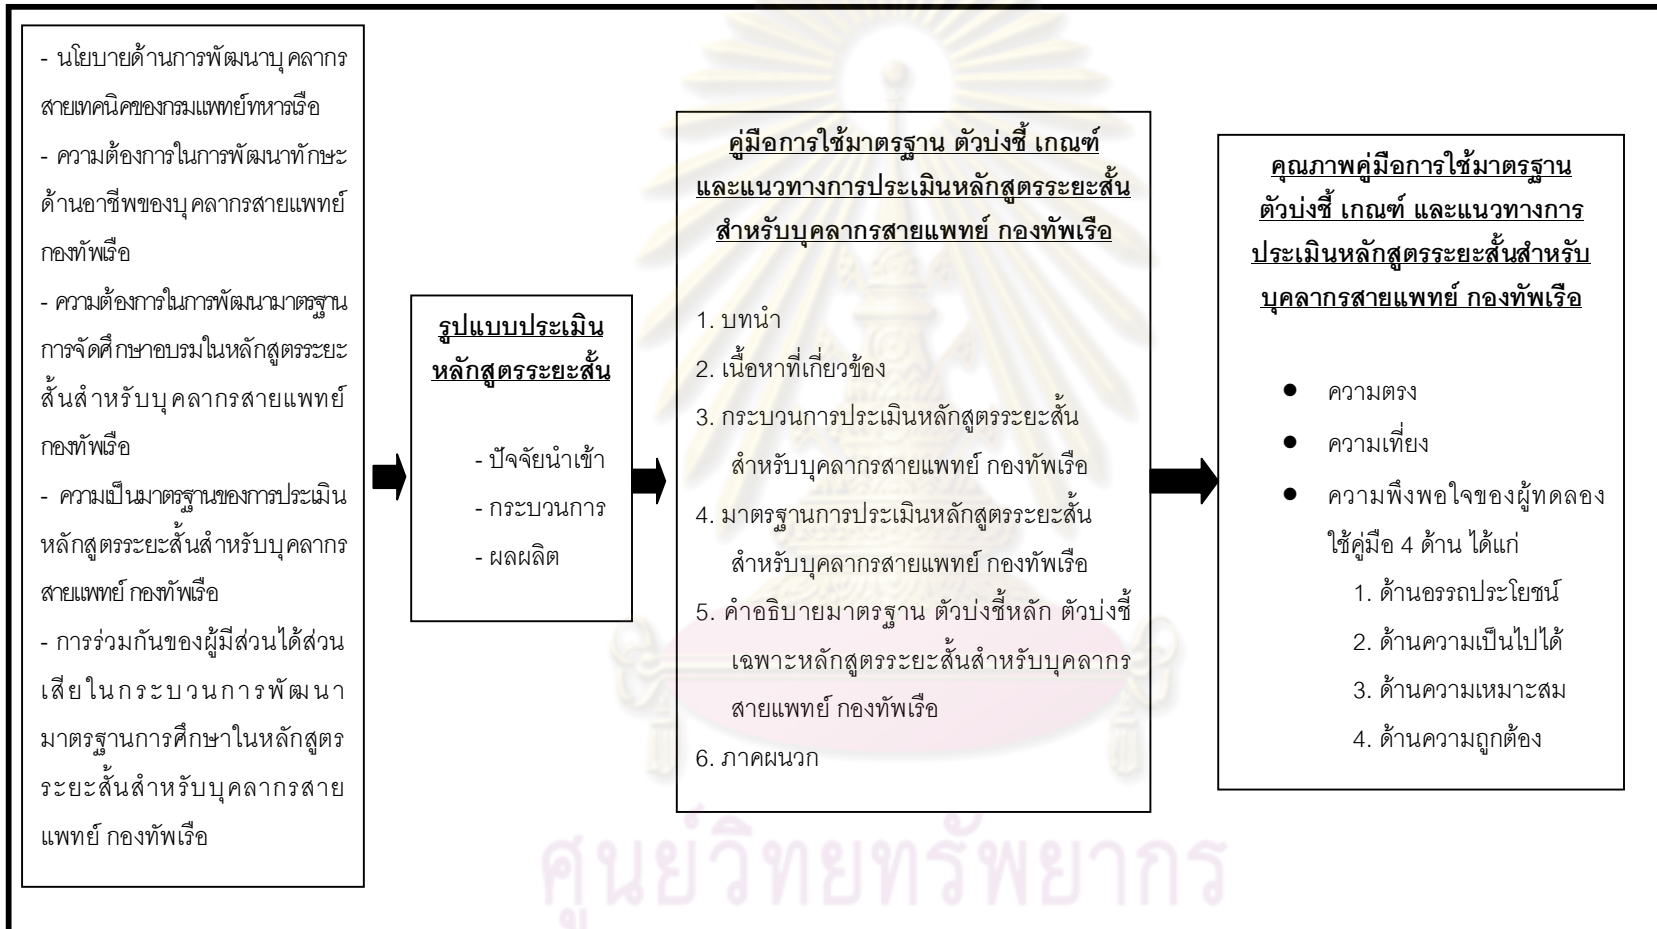 - นโยบายด้านการพัฒนาบุคลากร
สายเทคนิคของกรมแพทย์ทหารเรือ
- ความต้องการในการพัฒนาทักษะ
ด้านอาชีพของบุคลากรสายแพทย์
กองทัพเรือ
- ความต้องการในการพัฒนามาตรฐาน
การจัดศึกษาอบรมในหลักสูตรระยะ
สั้นสำหรับบุคลากรสายแพทย์
กองทัพเรือ
- ความเป็นมาตรฐานของการประเมิน
หลักสูตรระยะสั้นสำหรับบุคลากร
สายแพทย์ กองทัพเรือ
- การร่วมกันของผู้มีส่วนได้ส่วน
เสียในกระบวนการพัฒนา
มาตรฐานการศึกษาในหลักสูตร
ระยะสั้นสำหรับบุคลากรสาย
แพทย์ กองทัพเรือ
รูปแบบประเมิน
หลักสูตรระยะสั้น
- ปัจจัยนำเข้า
- กระบวนการ
- ผลผลิต
คู่มือการใช้มาตรฐาน ตัวบ่งชี้ เกณฑ์
และแนวทางการประเมินหลักสูตรระยะสั้น
สำหรับบุคลากรสายแพทย์ กองทัพเรือ
1. บทนำ
2. เนื้อหาที่เกี่ยวข้อง
3. กระบวนการประเมินหลักสูตรระยะสั้น
สำหรับบุคลากรสายแพทย์ กองทัพเรือ
4. มาตรฐานการประเมินหลักสูตรระยะสั้น
สำหรับบุคลากรสายแพทย์ กองทัพเรือ
5. คำอธิบายมาตรฐาน ตัวบ่งชี้หลัก ตัวบ่งชี้
เฉพาะหลักสูตรระยะสั้นสำหรับบุคลากร
สายแพทย์ กองทัพเรือ
6. ภาคผนวก
คุณภาพคู่มือการใช้มาตรฐาน
ตัวบ่งชี้ เกณฑ์ และแนวทางการ
ประเมินหลักสูตรระยะสั้นสำหรับ
บุคลากรสายแพทย์ กองทัพเรือ
● ความตรง
● ความเที่ยง
● ความพึงพอใจของผู้ทดลอง
ใช้คู่มือ 4 ด้าน ได้แก่
1. ด้านอรรถประโยชน์
2. ด้านความเป็นไปได้
3. ด้านความเหมาะสม
4. ด้านความถูกต้อง
ศูนย์วิทยทรัพยากร